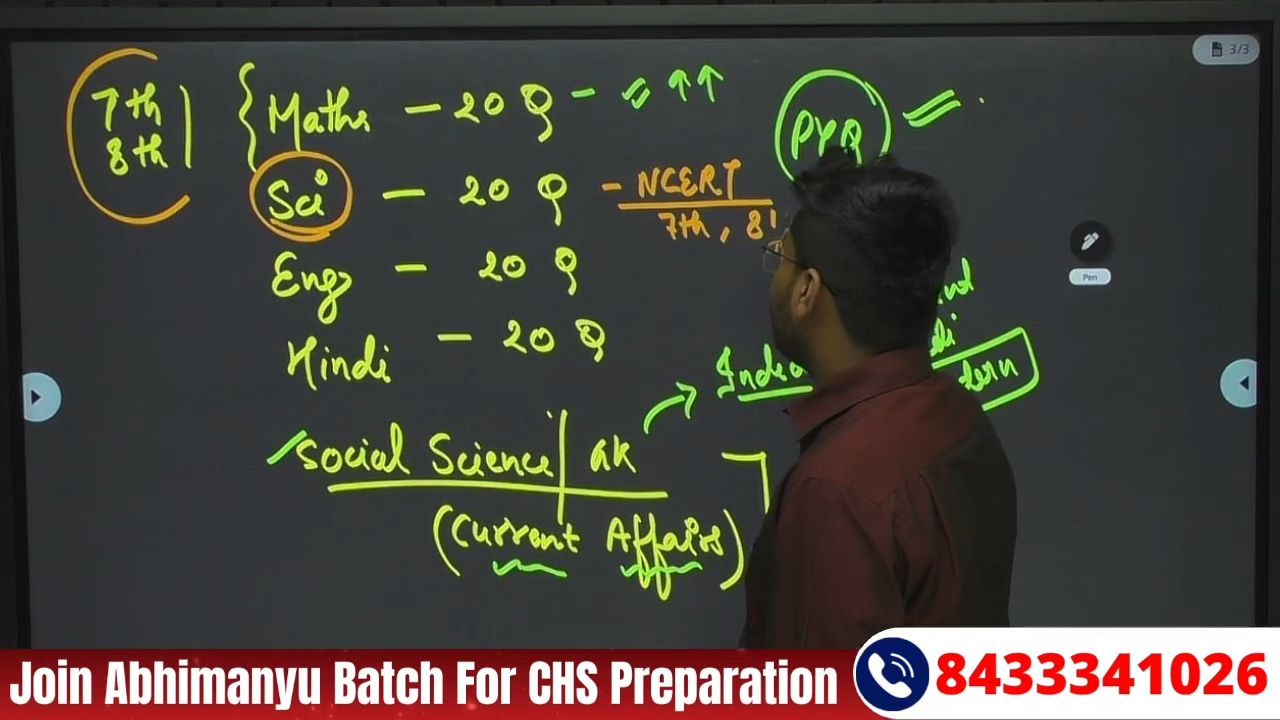 3/3
7th
8th
Maths - 20 Q -
PYQ
Sci - 20 Q - NCERT
7th, 8
Eng - 20 Q
Pen
Hindi - 20 Q
Social Science | GK
(Current Affairs)
Join Abhimanyu Batch For CHS Preparation
8433341026